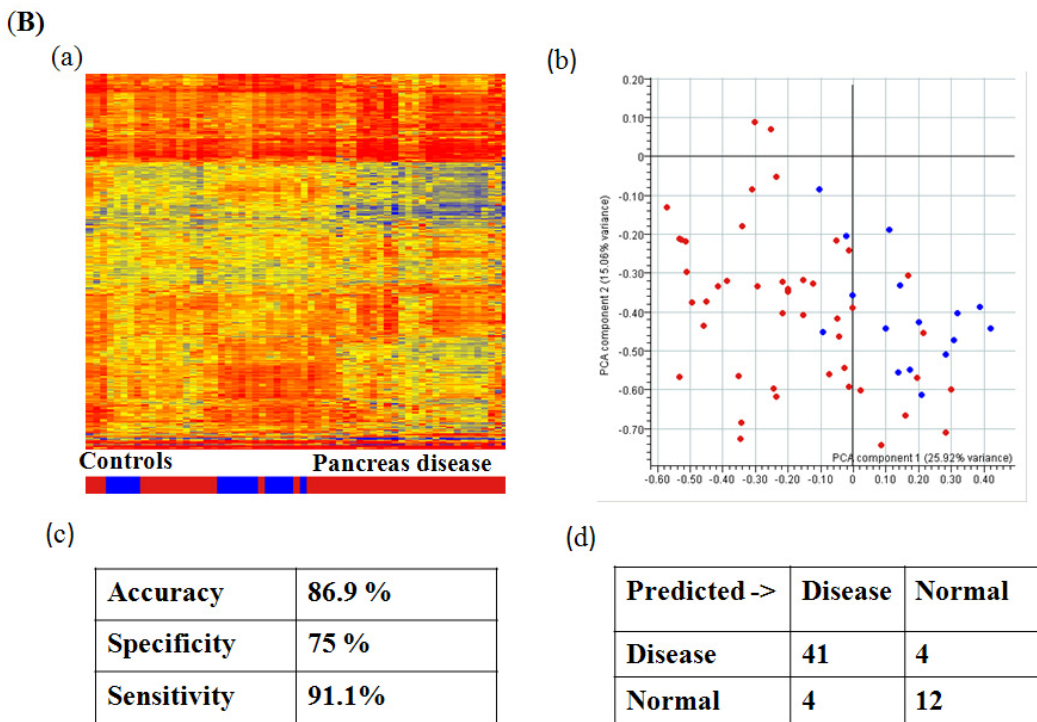 (B)
(a)
(b)
0.20
0.10
0
-0.10
-0.20
-0.30
-0.40
-0.50
-0.60
-0.70
PCA component 2 (15.06% variance)
PCA component 1 (25.92% variance)
-0.60 -0.50 -0.40 -0.30 -0.20 -0.10 0 0.10 0.20 0.30 0.40
Controls Pancreas disease
(c)
(d)
Accuracy 86.9 %
Specificity 75 %
Sensitivity 91.1%
Predicted -> Disease Normal
Disease 41 4
Normal 4 12